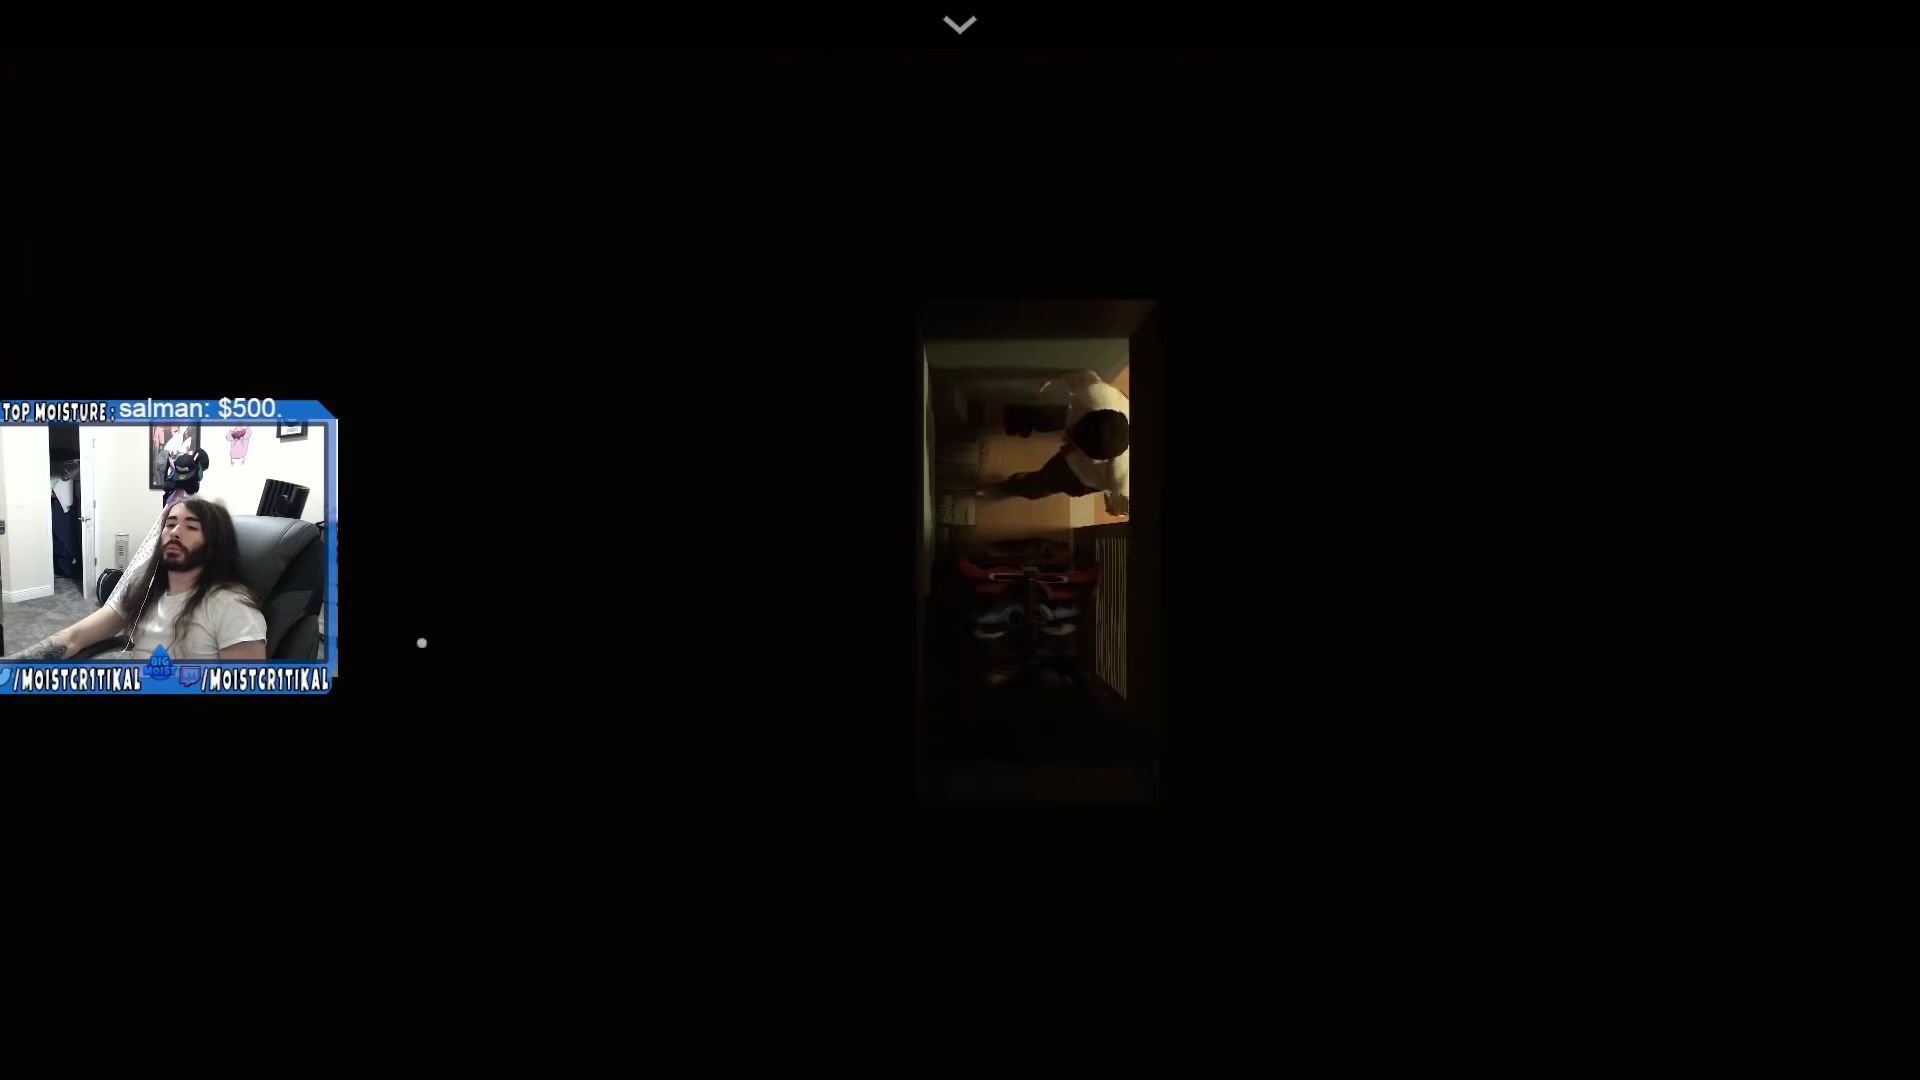 TOP MOISTURE: salman: $500.
BIG
MOIST
/MOISTCR1TIKAL /MOISTCR1TIKAL